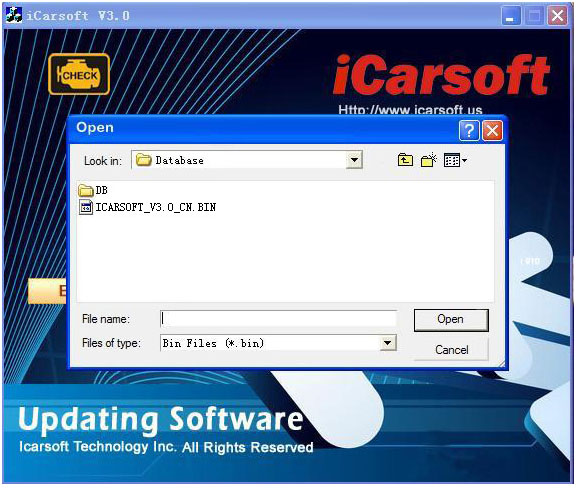 iCarsoft V3.0
CHECK
iCarsoft
Http://www.icarsoft.us
Open
Look in: Database
DB
ICARSOFT_V3.0_CN.BIN
File name:
Open
Files of type: Bin Files (*.bin)
Cancel
Updating Software
Icarsoft Technology Inc. All Rights Reserved